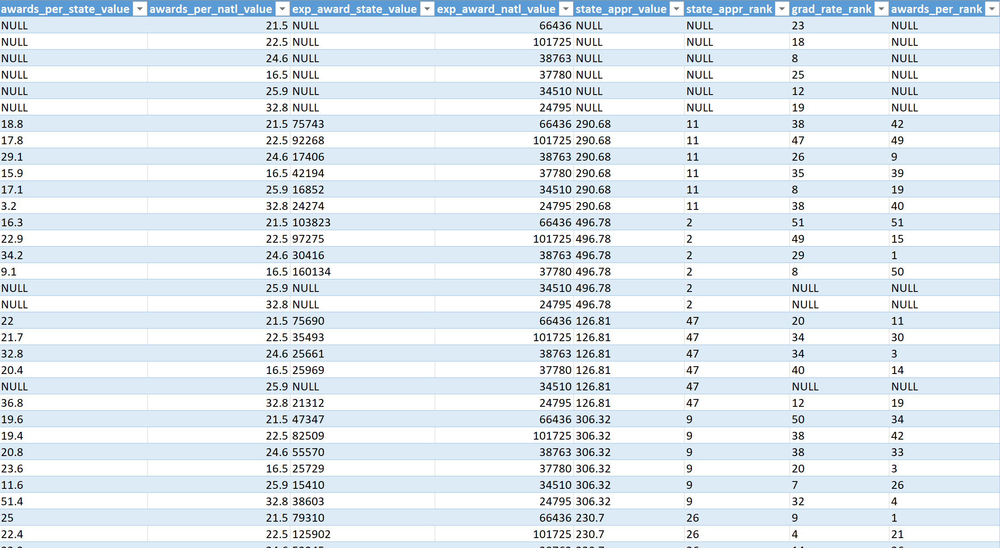 awards_per_state_value awards_per_natl_value exp_award_state_value exp_award_natl_value state_appr_value state_appr_rank grad_rate_rank awards_per_rank
NULL 21.5 NULL 66436 NULL NULL 23 NULL
NULL 22.5 NULL 101725 NULL NULL 18 NULL
NULL 24.6 NULL 38763 NULL NULL 8 NULL
NULL 16.5 NULL 37780 NULL NULL 25 NULL
NULL 25.9 NULL 34510 NULL NULL 12 NULL
NULL 32.8 NULL 24795 NULL NULL 19 NULL
18.8 21.5 75743 66436 290.68 11 38 42
17.8 22.5 92268 101725 290.68 11 47 49
29.1 24.6 17406 38763 290.68 11 26 9
15.9 16.5 42194 37780 290.68 11 35 39
17.1 25.9 16852 34510 290.68 11 8 19
3.2 32.8 24274 24795 290.68 11 38 40
16.3 21.5 103823 66436 496.78 2 51 51
22.9 22.5 97275 101725 496.78 2 49 15
34.2 24.6 30416 38763 496.78 2 29 1
9.1 16.5 160134 37780 496.78 2 8 50
NULL 25.9 NULL 34510 496.78 2 NULL NULL
NULL 32.8 NULL 24795 496.78 2 NULL NULL
22 21.5 75690 66436 126.81 47 20 11
21.7 22.5 35493 101725 126.81 47 34 30
32.8 24.6 25661 38763 126.81 47 34 3
20.4 16.5 25969 37780 126.81 47 40 14
NULL 25.9 NULL 34510 126.81 47 NULL NULL
36.8 32.8 21312 24795 126.81 47 12 19
19.6 21.5 47347 66436 306.32 9 50 34
19.4 22.5 82509 101725 306.32 9 38 42
20.8 24.6 55570 38763 306.32 9 38 33
23.6 16.5 25729 37780 306.32 9 20 3
11.6 25.9 15410 34510 306.32 9 7 26
51.4 32.8 38603 24795 306.32 9 32 4
25 21.5 79310 66436 230.7 26 9 1
22.4 22.5 125902 101725 230.7 26 4 21